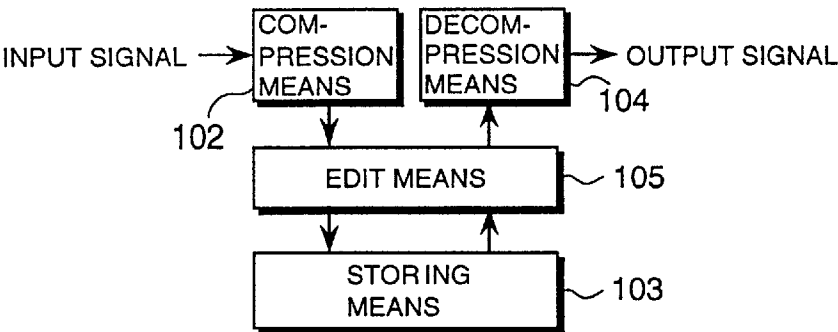 INPUT SIGNAL
COM-
PRESSION
MEANS
102
DECOM-
PRESSION
MEANS
104
OUTPUT SIGNAL
EDIT MEANS
105
STORING
MEANS
103